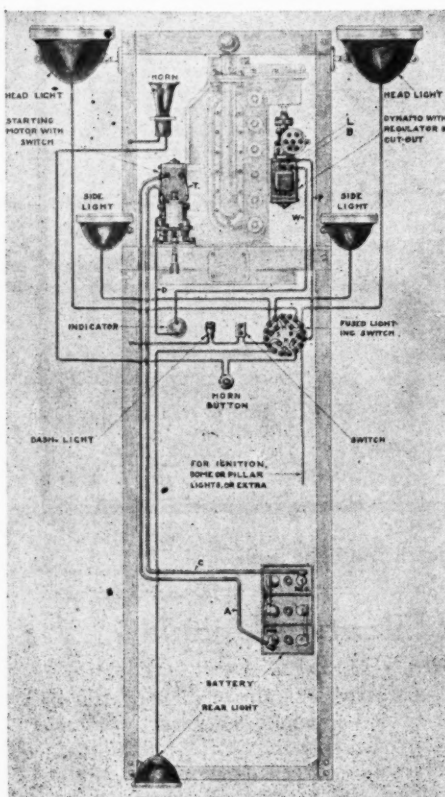 HORN
HEAD LIGHT
HEAD LIGHT
STARTING
MOTOR WITH
SWITCH
L
B
DYNAMO WITH
REGULATOR &
CUT-OUT
T
P
W
SIDE
LIGHT
SIDE
LIGHT
D
INDICATOR
FUSED LIGHT-
ING SWITCH
HORN
BUTTON
DASH-LIGHT
SWITCH
FOR IGNITION,
DOME OR PILLAR
LIGHTS, OR EXTRA
C
A
BATTERY
REAR LIGHT